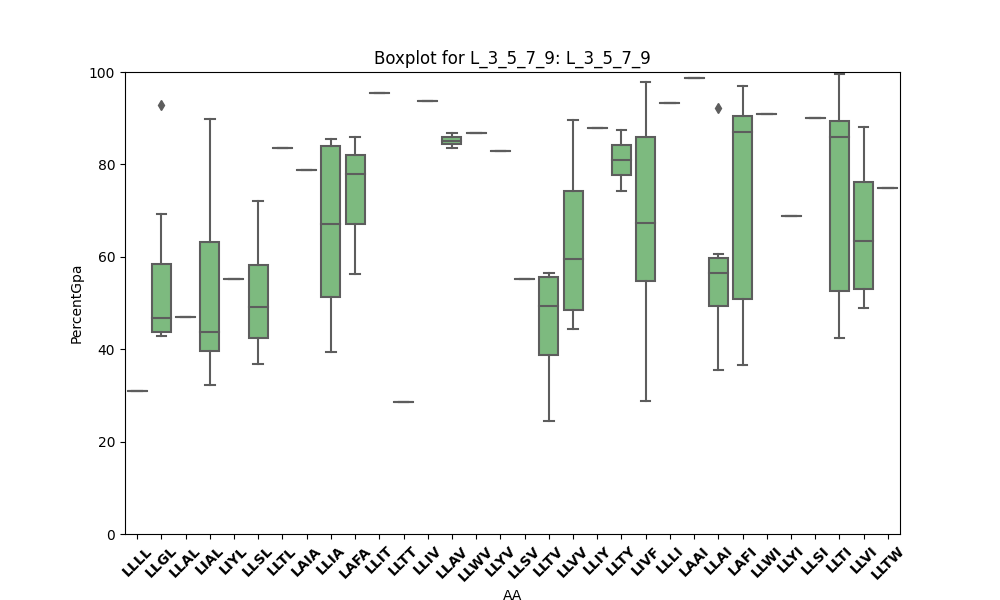 Boxplot for L_3_5_7_9: L_3_5_7_9
100
80
60
40
20
0
PercentGpa
LLLL LLGL LLAL LIAL LIYL LLSL LLTL LAIA LLIA LAFA LLIT LLTT LLIV LLAV LLWV LLYV LLSV LLTV LLVV LLIY LLTY LIVF LLLI LAAI LLAI LAFI LLWI LLYI LLSI LLTI LLVI LLTW
AA